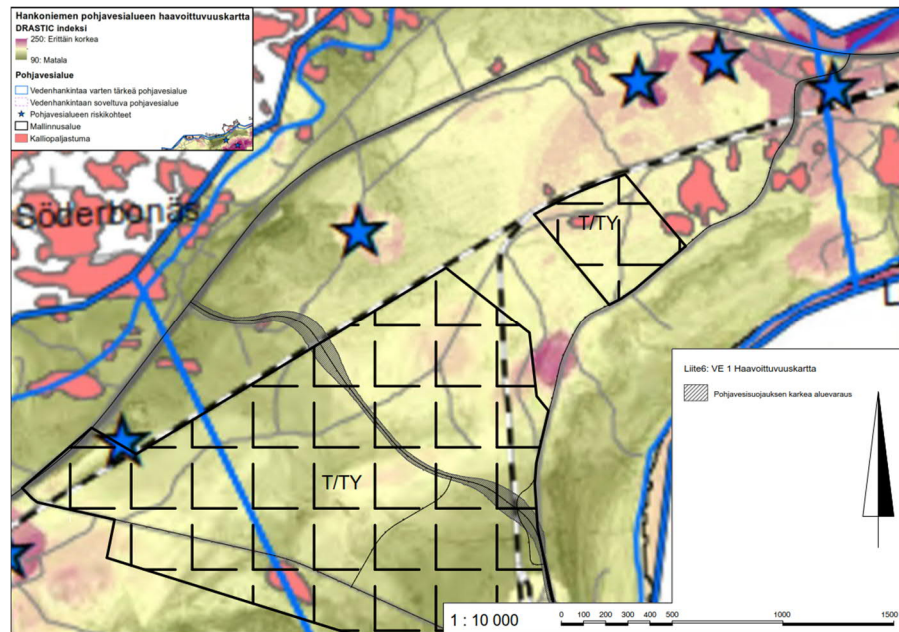 Hankoniemen pohjavesialueen haavoittuvuuskartta
DRASTIC indeksi
250: Erittäin korkea
90: Matala
Pohjavesialue
Vedenhankintaa varten tärkeä pohjavesialue
Vedenhankintaan soveltuva pohjavesialue
Pohjavesialueen riskikohteet
Mallinnusalue
Kalliopaljastuma
Söderbonäs
T/TY
T/TY
Liite6: VE 1 Haavoittuvuuskartta
Pohjavesisuojauksen karkea aluevaraus
1 : 10 000
0 100 200 300 400 500 1000 1500